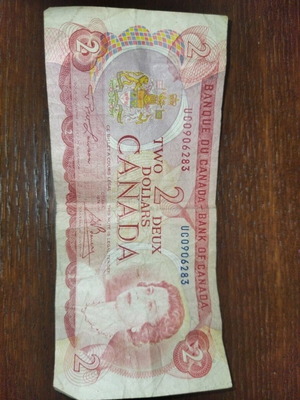 BANQUE DU CANADA - BANK OF CANADA
UC0906283
UC0906283
2
2
TWO 2 DEUX
DOLLARS
CANADA
2
2